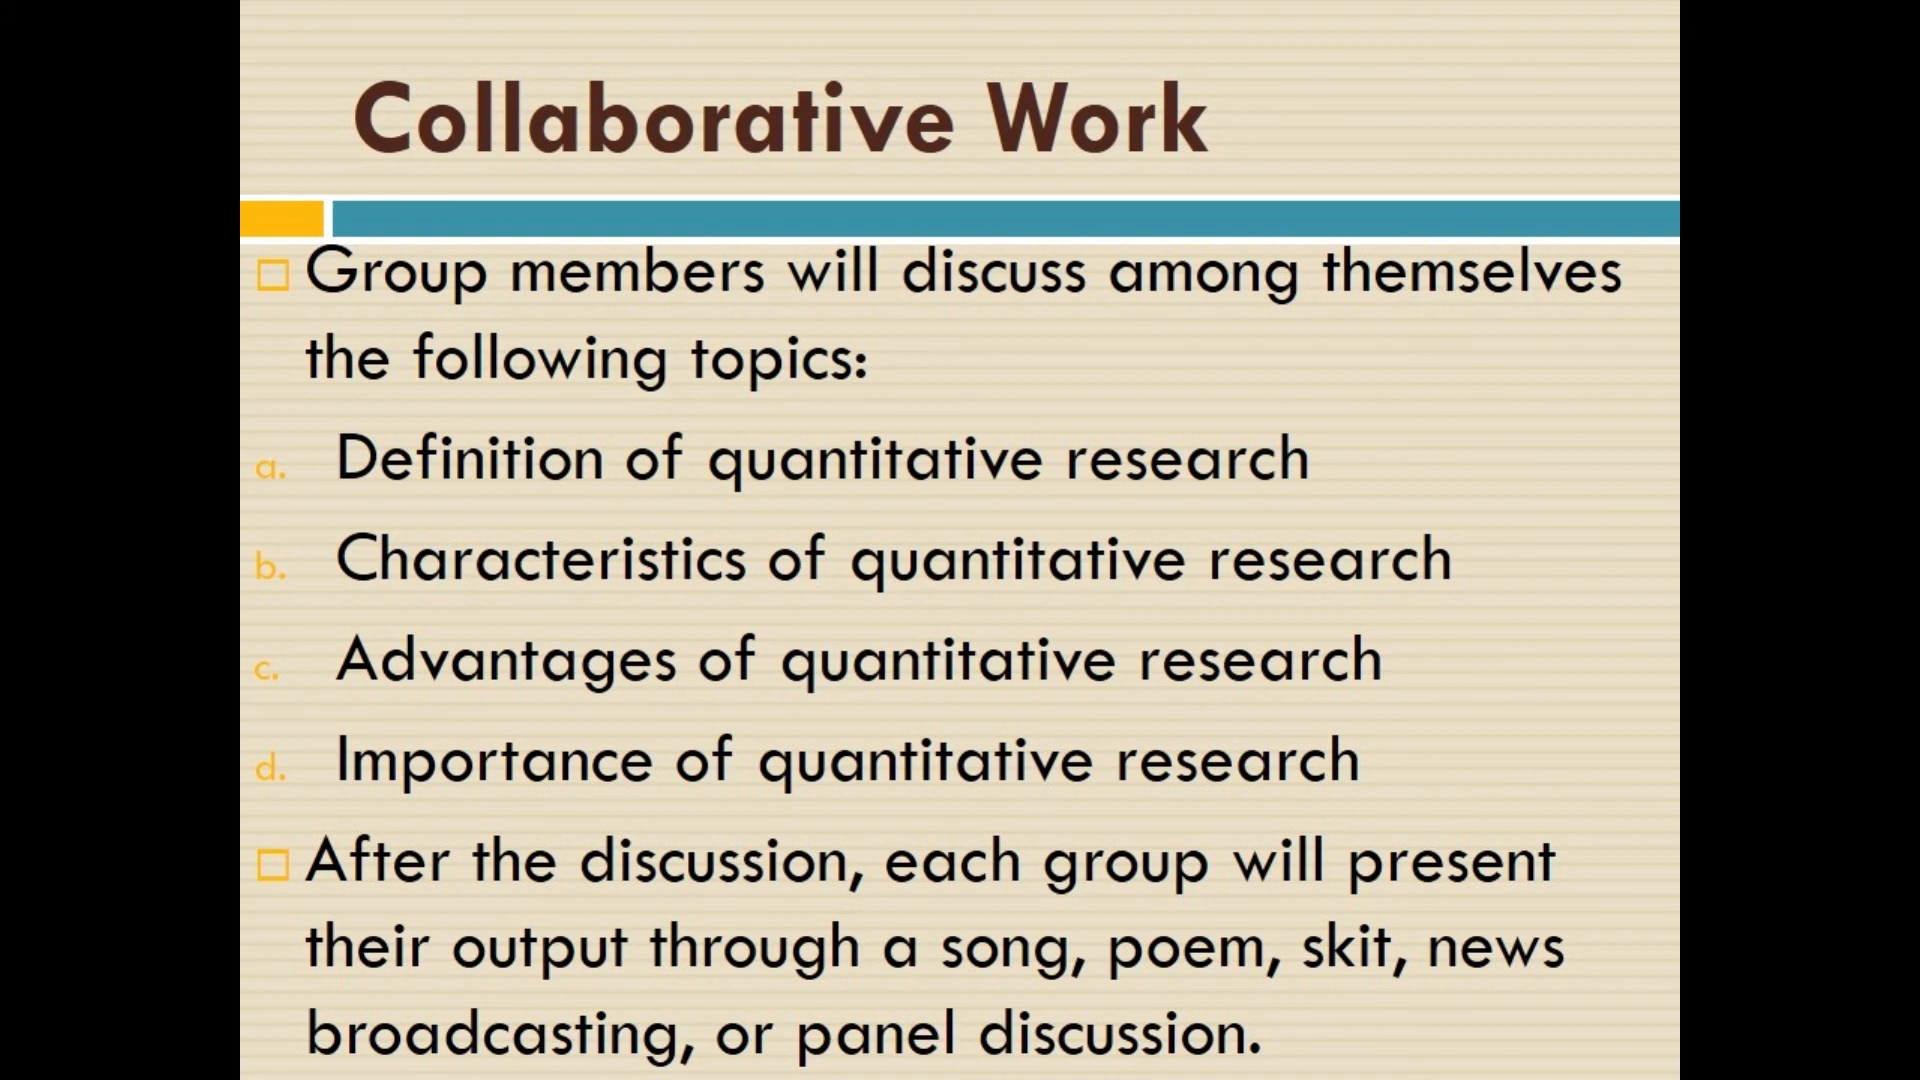 Collaborative Work
Group members will discuss among themselves
the following topics:
a. Definition of quantitative research
b. Characteristics of quantitative research
c. Advantages of quantitative research
d. Importance of quantitative research
After the discussion, each group will present
their output through a song, poem, skit, news
broadcasting, or panel discussion.